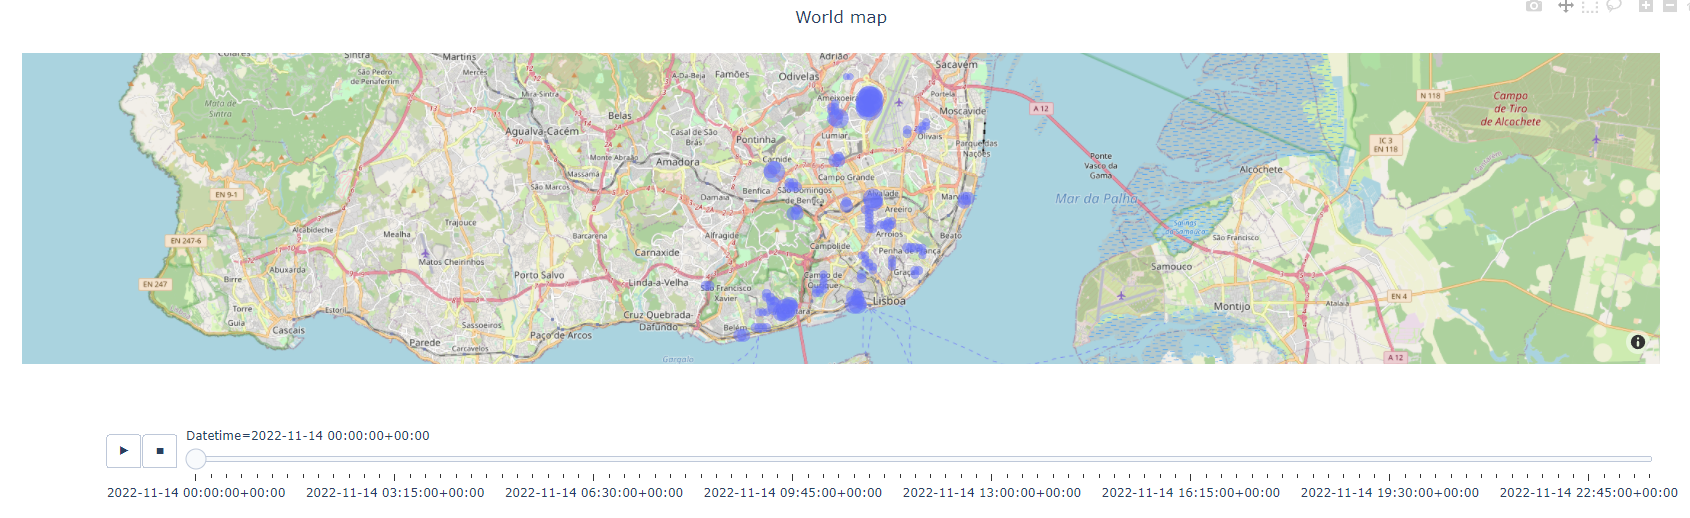 World map
Adrião
Sintra
Martins
Sacavém
São Pedro
de Penaferrim
Mercês
A-Da-Beja
Famões
Odivelas
Mira-Sintra
Portela
N 118
Campo
de Tiro
de Alcochete
Mata de
Sintra
Ameixoeira
A 12
Moscavide
Belas
Agualva-Cacém
Casal de São
Brás
Pontinha
Lumiar
Olivais
IC 3
EN 118
Parque das
Nações
Monte Abraão
Amadora
Carnide
Ponte
Vasco da
Gama
Massamá
Campo Grande
Alcochete
EN 9-1
São Marcos
Benfica
São Domingos
de Benfica
Alvalade
Damaia
Mar da Palha
Areeiro
Trajouce
Alcabideche
Mealha
Barcarena
Alfragide
Arroios
Beato
São Francisco
EN 247-6
Campolide
Penha de França
Carnaxide
Matos Cheirinhos
Abuxarda
Porto Salvo
Samouco
Birre
Linda-a-Velha
Campo de
Ourique
Graça
EN 247
São Francisco
Xavier
EN 4
Lisboa
Montijo
Atalaia
Torre
Estoril
Cruz Quebrada
Dafundo
Guia
Cascais
Sassoeiros
Paço de Arcos
Belém
Parede
Carcavelos
A 12
Datetime=2022-11-14 00:00:00+00:00
2022-11-14 00:00:00+00:00
2022-11-14 03:15:00+00:00
2022-11-14 06:30:00+00:00
2022-11-14 09:45:00+00:00
2022-11-14 13:00:00+00:00
2022-11-14 16:15:00+00:00
2022-11-14 19:30:00+00:00
2022-11-14 22:45:00+00:00